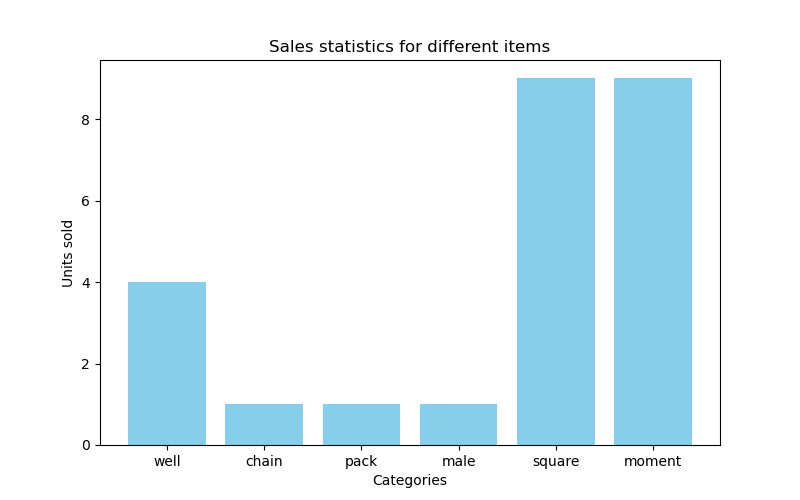 Sales statistics for different items
Units sold
8
6
4
2
0
well chain pack male square moment
Categories